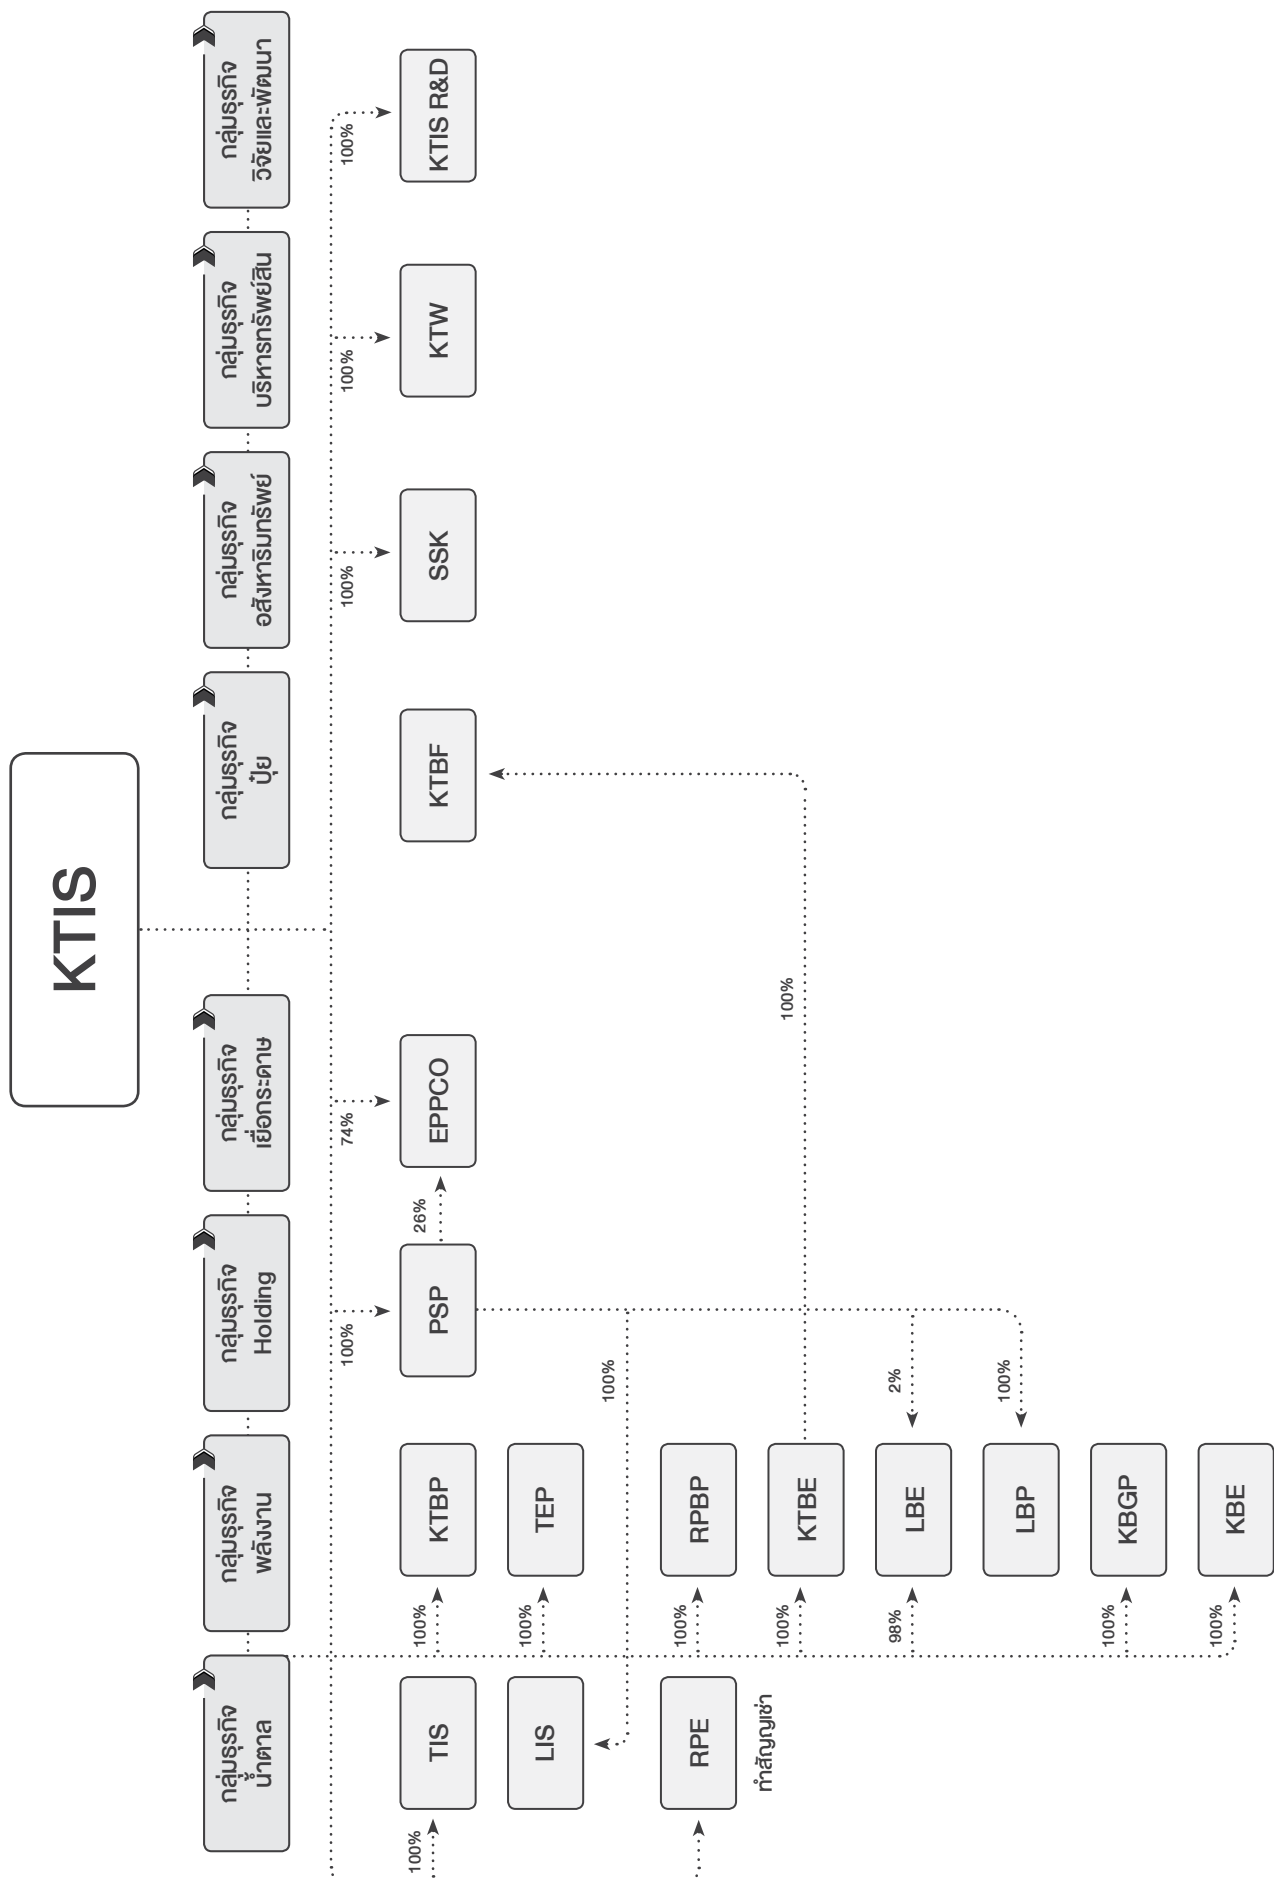 KTIS
กลุ่มธุรกิจ
น้ำตาล
กลุ่มธุรกิจ
พลังงาน
กลุ่มธุรกิจ
Holding
กลุ่มธุรกิจ
เยื่อกระดาษ
กลุ่มธุรกิจ
ปุ๋ย
กลุ่มธุรกิจ
อสังหาริมทรัพย์
กลุ่มธุรกิจ
บริหารทรัพย์สิน
กลุ่มธุรกิจ
วิจัยและพัฒนา
100%
74%
100%
100%
100%
100%
TIS
100%
KTBP
PSP
26%
EPPCO
KTBF
SSK
KTW
KTIS R&D
LIS
100%
TEP
100%
RPE
100%
RPBP
ทำสัญญเช่า
100%
KTBE
100%
98%
LBE
2%
LBP
100%
100%
KBGP
100%
KBE